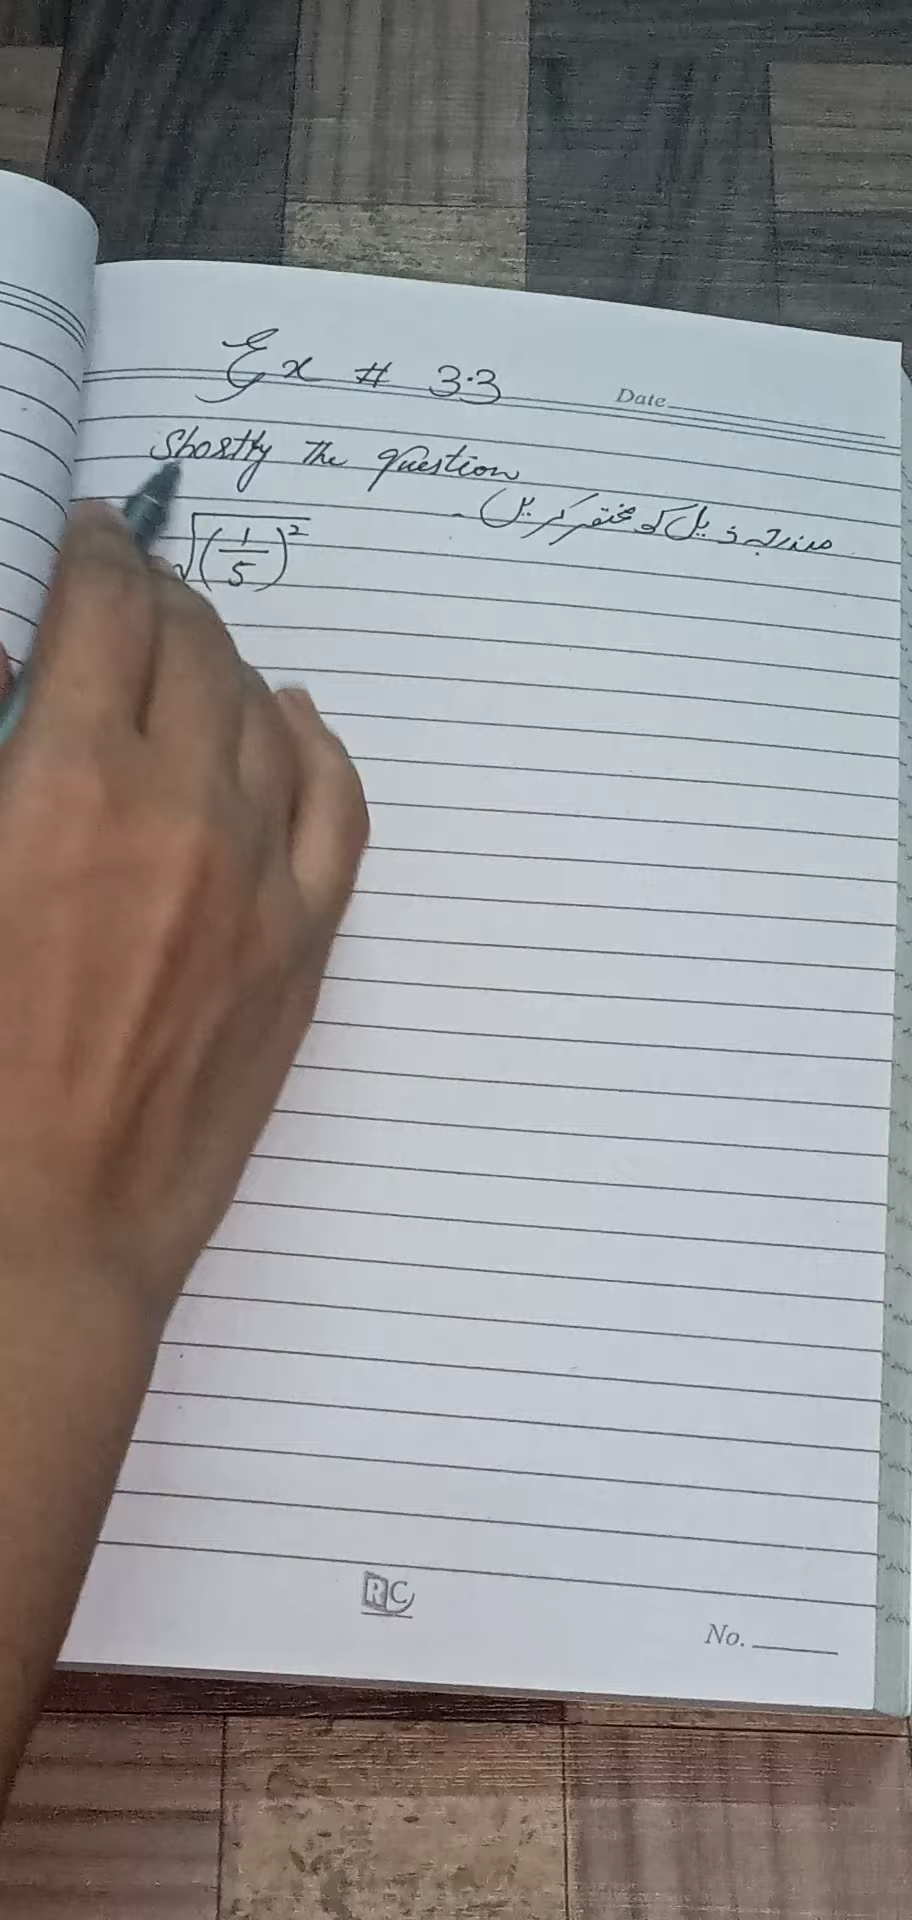 Ex # 3.3
Date
Shortly The question
مندرجہ ذیل کو مختصر کریں۔
√(1/5)²
RC
No.